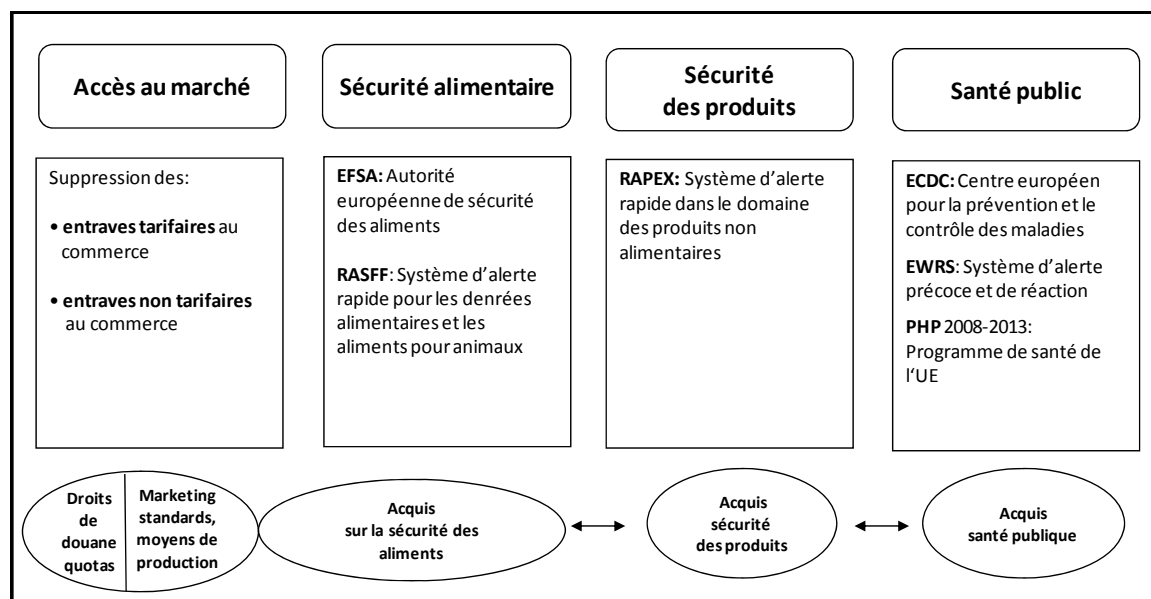 Accès au marché
Sécurité alimentaire
Sécurité
des produits
Santé public
Suppression des:
• entraves tarifaires au
commerce
• entraves non tarifaires
au commerce
EFSA: Autorité
européenne de sécurité
des aliments
RASFF: Système d’alerte
rapide pour les denrées
alimentaires et les
aliments pour animaux
RAPEX: Système d’alerte
rapide dans le domaine
des produits non
alimentaires
ECDC: Centre européen
pour la prévention et le
contrôle des maladies
EWRS: Système d’alerte
précoce et de réaction
PHP 2008-2013:
Programme de santé de
l‘UE
Droits
de
douane
quotas
Marketing
standards,
moyens de
production
Acquis
sur la sécurité des
aliments
Acquis
sécurité
des produits
Acquis
santé publique